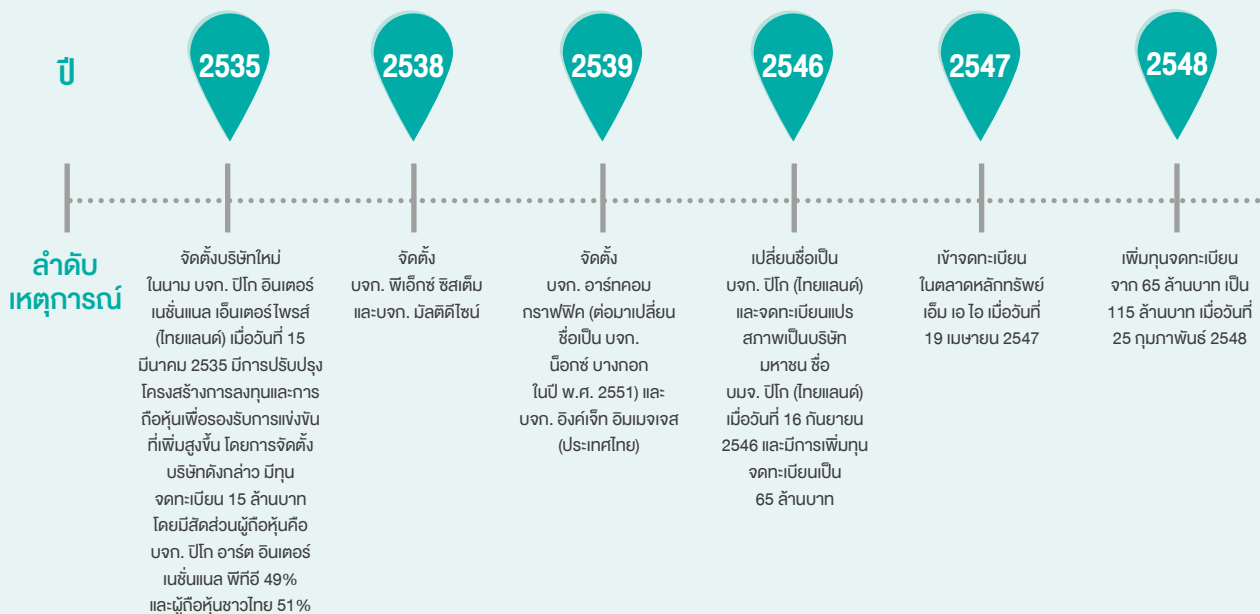 ปี
2535
2538
2539
2546
2547
2548
ลำดับ
เหตุการณ์
จัดตั้งบริษัทใหม่
ในนาม บจก. ปิโก อินเตอร์
เนชั่นแนล เอ็นเตอร์ไพรส์
(ไทยแลนด์) เมื่อวันที่ 15
มีนาคม 2535 มีการปรับปรุง
โครงสร้างการลงทุนและการ
ถือหุ้นเพื่อรองรับการแข่งขัน
ที่เพิ่มสูงขึ้น โดยการจัดตั้ง
บริษัทดังกล่าว มีทุน
จดทะเบียน 15 ล้านบาท
โดยมีสัดส่วนผู้ถือหุ้นคือ
บจก. ปิโก อาร์ต อินเตอร์
เนชั่นแนล พีทีอี 49%
และผู้ถือหุ้นชาวไทย 51%
จัดตั้ง
บจก. พีเอ็กซ์ ซิสเต็ม
และบจก. มัลติดีไซน์
จัดตั้ง
บจก. อาร์ทคอม
กราฟฟิค (ต่อมาเปลี่ยน
ชื่อเป็น บจก.
น็อกซ์ บางกอก
ในปี พ.ศ. 2551) และ
บจก. อิงค์เจ็ท อิมเมจเจส
(ประเทศไทย)
เปลี่ยนชื่อเป็น
บจก. ปิโก (ไทยแลนด์)
และจดทะเบียนแปร
สภาพเป็นบริษัท
มหาชน ชื่อ
บมจ. ปิโก (ไทยแลนด์)
เมื่อวันที่ 16 กันยายน
2546 และมีการเพิ่มทุน
จดทะเบียนเป็น
65 ล้านบาท
เข้าจดทะเบียน
ในตลาดหลักทรัพย์
เอ็ม เอ ไอ เมื่อวันที่
19 เมษายน 2547
เพิ่มทุนจดทะเบียน
จาก 65 ล้านบาท เป็น
115 ล้านบาท เมื่อวันที่
25 กุมภาพันธ์ 2548